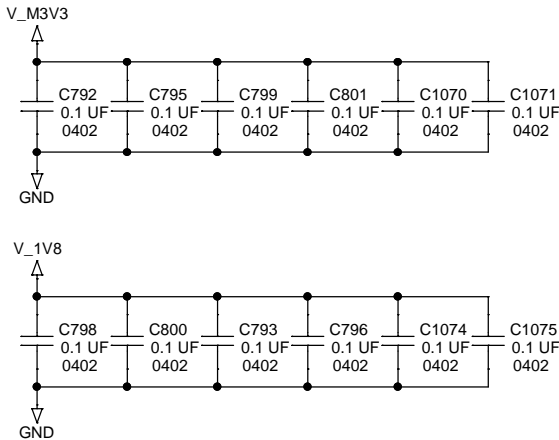 V_M3V3
C792 C795 C799 C801 C1070 C1071
0.1 UF 0.1 UF 0.1 UF 0.1 UF 0.1 UF 0.1 UF
0402 0402 0402 0402 0402 0402
GND
V_1V8
C798 C800 C793 C796 C1074 C1075
0.1 UF 0.1 UF 0.1 UF 0.1 UF 0.1 UF 0.1 UF
0402 0402 0402 0402 0402 0402
GND